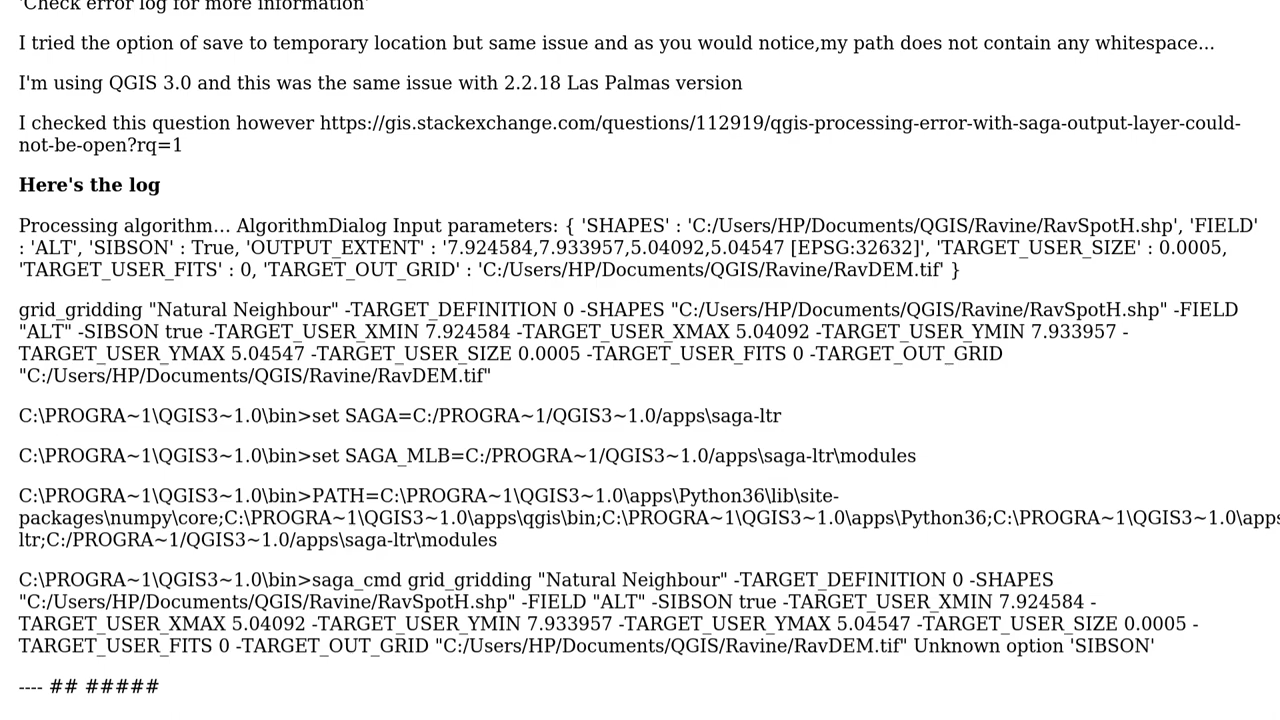 'Check error log for more information'
I tried the option of save to temporary location but same issue and as you would notice,my path does not contain any whitespace...
I'm using QGIS 3.0 and this was the same issue with 2.2.18 Las Palmas version
I checked this question however https://gis.stackexchange.com/questions/112919/qgis-processing-error-with-saga-output-layer-could-
not-be-open?rq=1
Here's the log
Processing algorithm... AlgorithmDialog Input parameters: { 'SHAPES' : 'C:/Users/HP/Documents/QGIS/Ravine/RavSpotH.shp', 'FIELD'
: 'ALT', 'SIBSON' : True, 'OUTPUT_EXTENT' : '7.924584,7.933957,5.04092,5.04547 [EPSG:32632]', 'TARGET_USER_SIZE' : 0.0005,
'TARGET_USER_FITS' : 0, 'TARGET_OUT_GRID' : 'C:/Users/HP/Documents/QGIS/Ravine/RavDEM.tif' }
grid_gridding "Natural Neighbour" -TARGET_DEFINITION 0 -SHAPES "C:/Users/HP/Documents/QGIS/Ravine/RavSpotH.shp" -FIELD
"ALT" -SIBSON true -TARGET_USER_XMIN 7.924584 -TARGET_USER_XMAX 5.04092 -TARGET_USER_YMIN 7.933957 -
TARGET_USER_YMAX 5.04547 -TARGET_USER_SIZE 0.0005 -TARGET_USER_FITS 0 -TARGET_OUT_GRID
"C:/Users/HP/Documents/QGIS/Ravine/RavDEM.tif"
C:\PROGRA~1\QGIS3~1.0\bin>set SAGA=C:/PROGRA~1/QGIS3~1.0/apps\saga-ltr
C:\PROGRA~1\QGIS3~1.0\bin>set SAGA_MLB=C:/PROGRA~1/QGIS3~1.0/apps\saga-ltr\modules
C:\PROGRA~1\QGIS3~1.0\bin>PATH=C:\PROGRA~1\QGIS3~1.0\apps\Python36\lib\site-
packages\numpy\core;C:\PROGRA~1\QGIS3~1.0\apps\qgis\bin;C:\PROGRA~1\QGIS3~1.0\apps\Python36;C:\PROGRA~1\QGIS3~1.0\apps
ltr;C:/PROGRA~1/QGIS3~1.0/apps\saga-ltr\modules
C:\PROGRA~1\QGIS3~1.0\bin>saga_cmd grid_gridding "Natural Neighbour" -TARGET_DEFINITION 0 -SHAPES
"C:/Users/HP/Documents/QGIS/Ravine/RavSpotH.shp" -FIELD "ALT" -SIBSON true -TARGET_USER_XMIN 7.924584 -
TARGET_USER_XMAX 5.04092 -TARGET_USER_YMIN 7.933957 -TARGET_USER_YMAX 5.04547 -TARGET_USER_SIZE 0.0005 -
TARGET_USER_FITS 0 -TARGET_OUT_GRID "C:/Users/HP/Documents/QGIS/Ravine/RavDEM.tif" Unknown option 'SIBSON'
---- ## #####